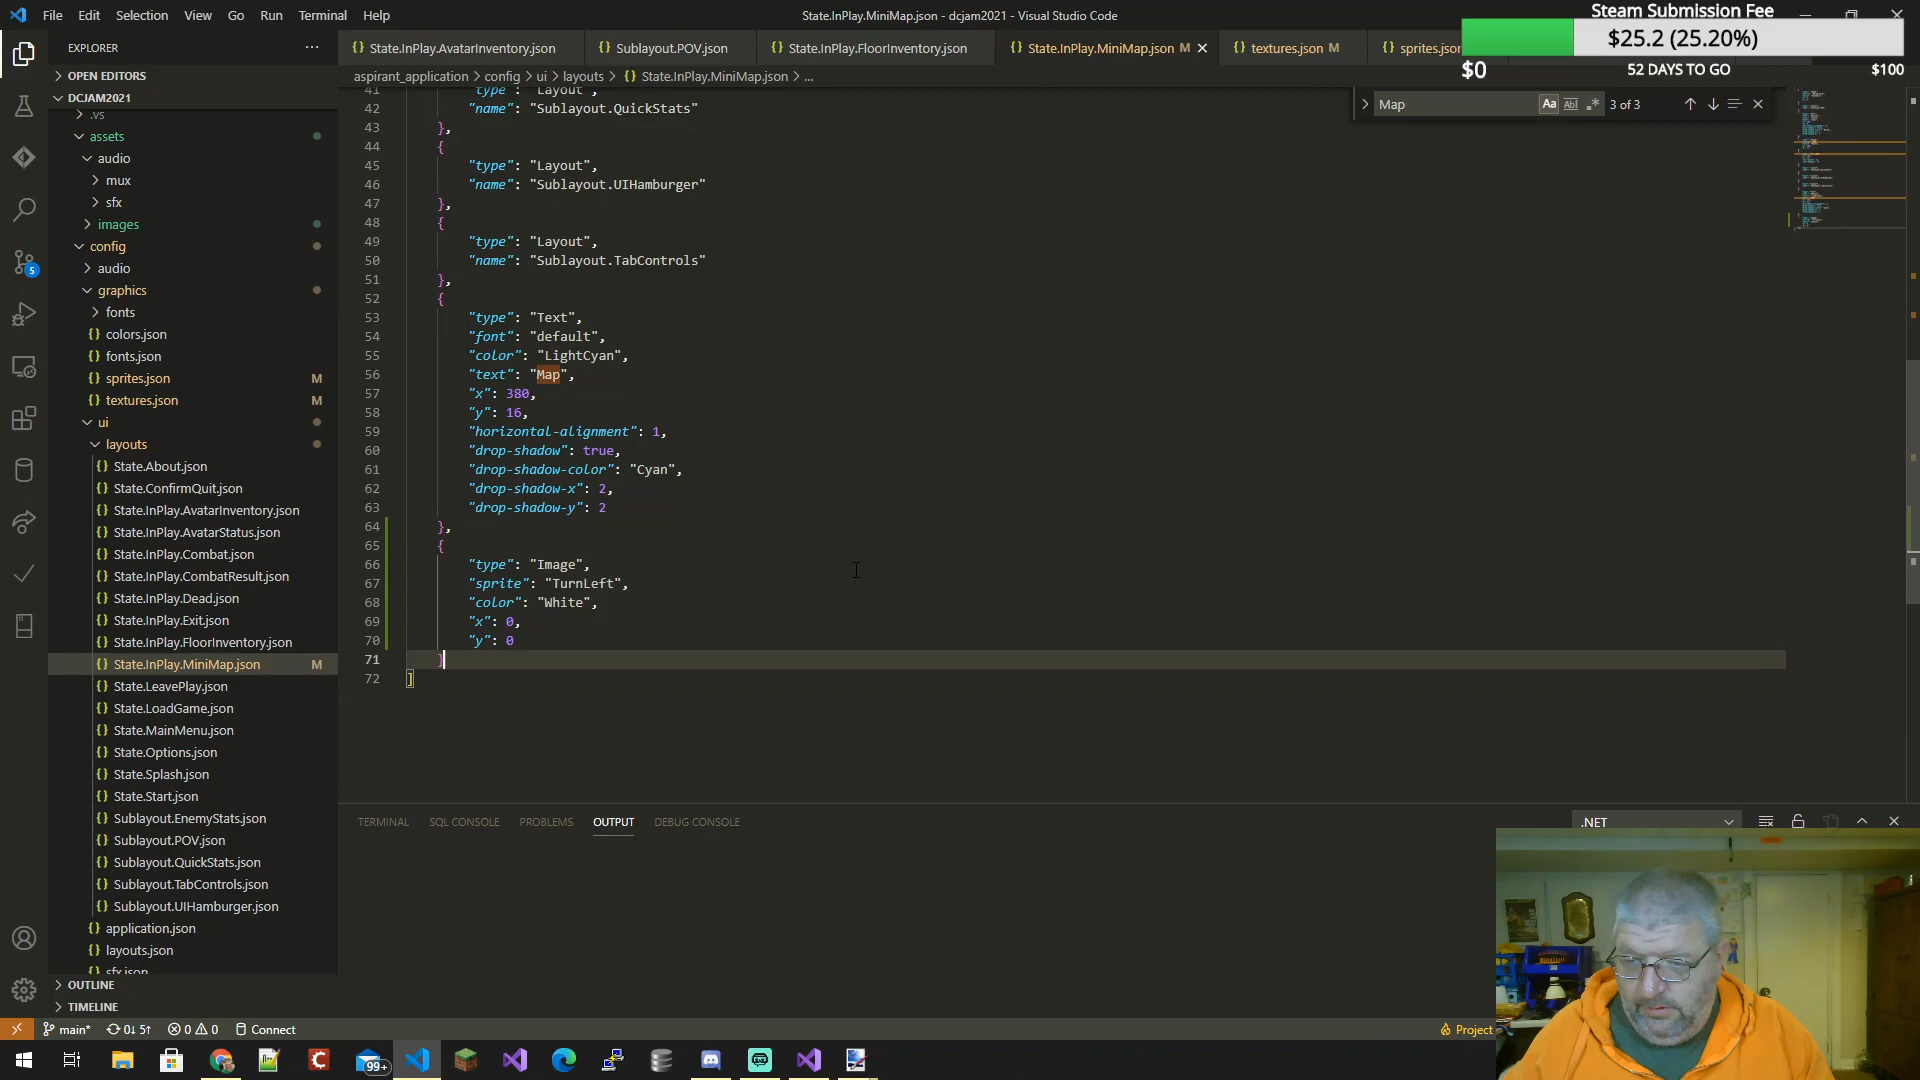 File Edit Selection View Go Run Terminal Help
State.InPlay.MiniMap.json - dcjam2021 - Visual Studio Code
Steam Submission Fee
$25.2 (25.20%)
$0
52 DAYS TO GO
$100
EXPLORER
OPEN EDITORS
DCJAM2021
.vs
assets
audio
mux
sfx
images
config
audio
graphics
fonts
colors.json
fonts.json
sprites.json M
textures.json M
ui
layouts
State.About.json
State.ConfirmQuit.json
State.InPlay.AvatarInventory.json
State.InPlay.AvatarStatus.json
State.InPlay.Combat.json
State.InPlay.CombatResult.json
State.InPlay.Dead.json
State.InPlay.Exit.json
State.InPlay.FloorInventory.json
State.InPlay.MiniMap.json M
State.LeavePlay.json
State.LoadGame.json
State.MainMenu.json
State.Options.json
State.Splash.json
State.Start.json
Sublayout.EnemyStats.json
Sublayout.POV.json
Sublayout.QuickStats.json
Sublayout.TabControls.json
Sublayout.UIHamburger.json
application.json
layouts.json
sfx.json
OUTLINE
TIMELINE
State.InPlay.AvatarInventory.json
Sublayout.POV.json
State.InPlay.FloorInventory.json
State.InPlay.MiniMap.json M
textures.json M
sprites.json
aspirant_application > config > ui > layouts > {} State.InPlay.MiniMap.json > ...
Map
Aa Abl .* 3 of 3
41 "type": "Layout",
42 "name": "Sublayout.QuickStats"
43 },
44 {
45 "type": "Layout",
46 "name": "Sublayout.UIHamburger"
47 },
48 {
49 "type": "Layout",
50 "name": "Sublayout.TabControls"
51 },
52 {
53 "type": "Text",
54 "font": "default",
55 "color": "LightCyan",
56 "text": "Map",
57 "x": 380,
58 "y": 16,
59 "horizontal-alignment": 1,
60 "drop-shadow": true,
61 "drop-shadow-color": "Cyan",
62 "drop-shadow-x": 2,
63 "drop-shadow-y": 2
64 },
65 {
66 "type": "Image",
67 "sprite": "TurnLeft",
68 "color": "White",
69 "x": 0,
70 "y": 0
71 }
72 ]
TERMINAL SQL CONSOLE PROBLEMS OUTPUT DEBUG CONSOLE
.NET
5
main* 0↓ 5↑ 0 0 Connect
Project
99+